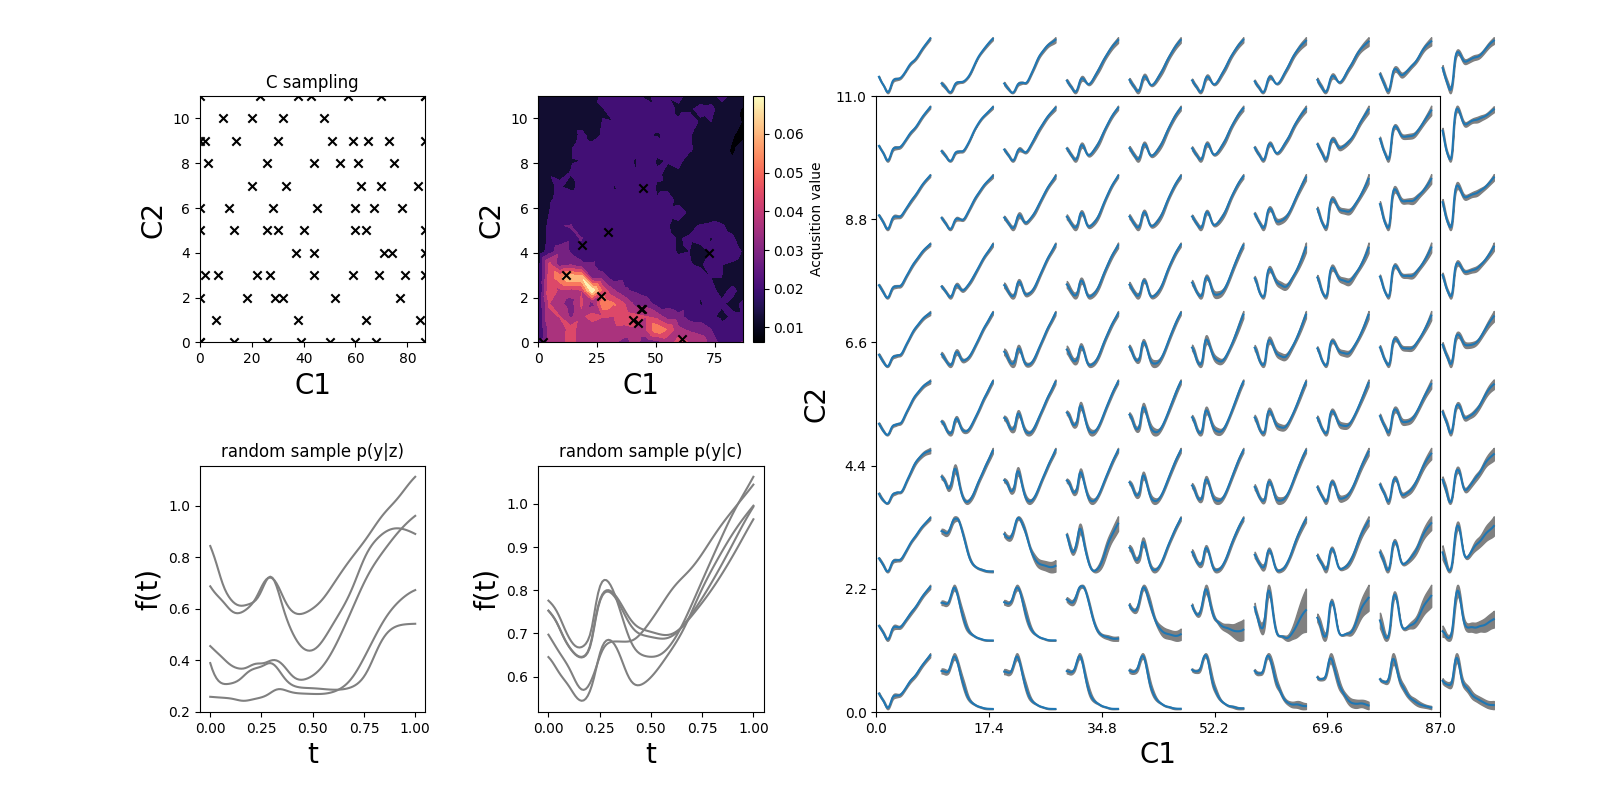 C sampling
10
8
6
4
2
0
C2
0 20 40 60 80
C1
10
8
6
4
2
0
C2
0 25 50 75
C1
0.06
0.05
0.04
0.03
0.02
0.01
Acqusition value
random sample p(y|z)
1.0
0.8
0.6
0.4
0.2
f(t)
0.00 0.25 0.50 0.75 1.00
t
random sample p(y|c)
1.0
0.9
0.8
0.7
0.6
f(t)
0.00 0.25 0.50 0.75 1.00
t
11.0
8.8
6.6
4.4
2.2
0.0
C2
0.0 17.4 34.8 52.2 69.6 87.0
C1